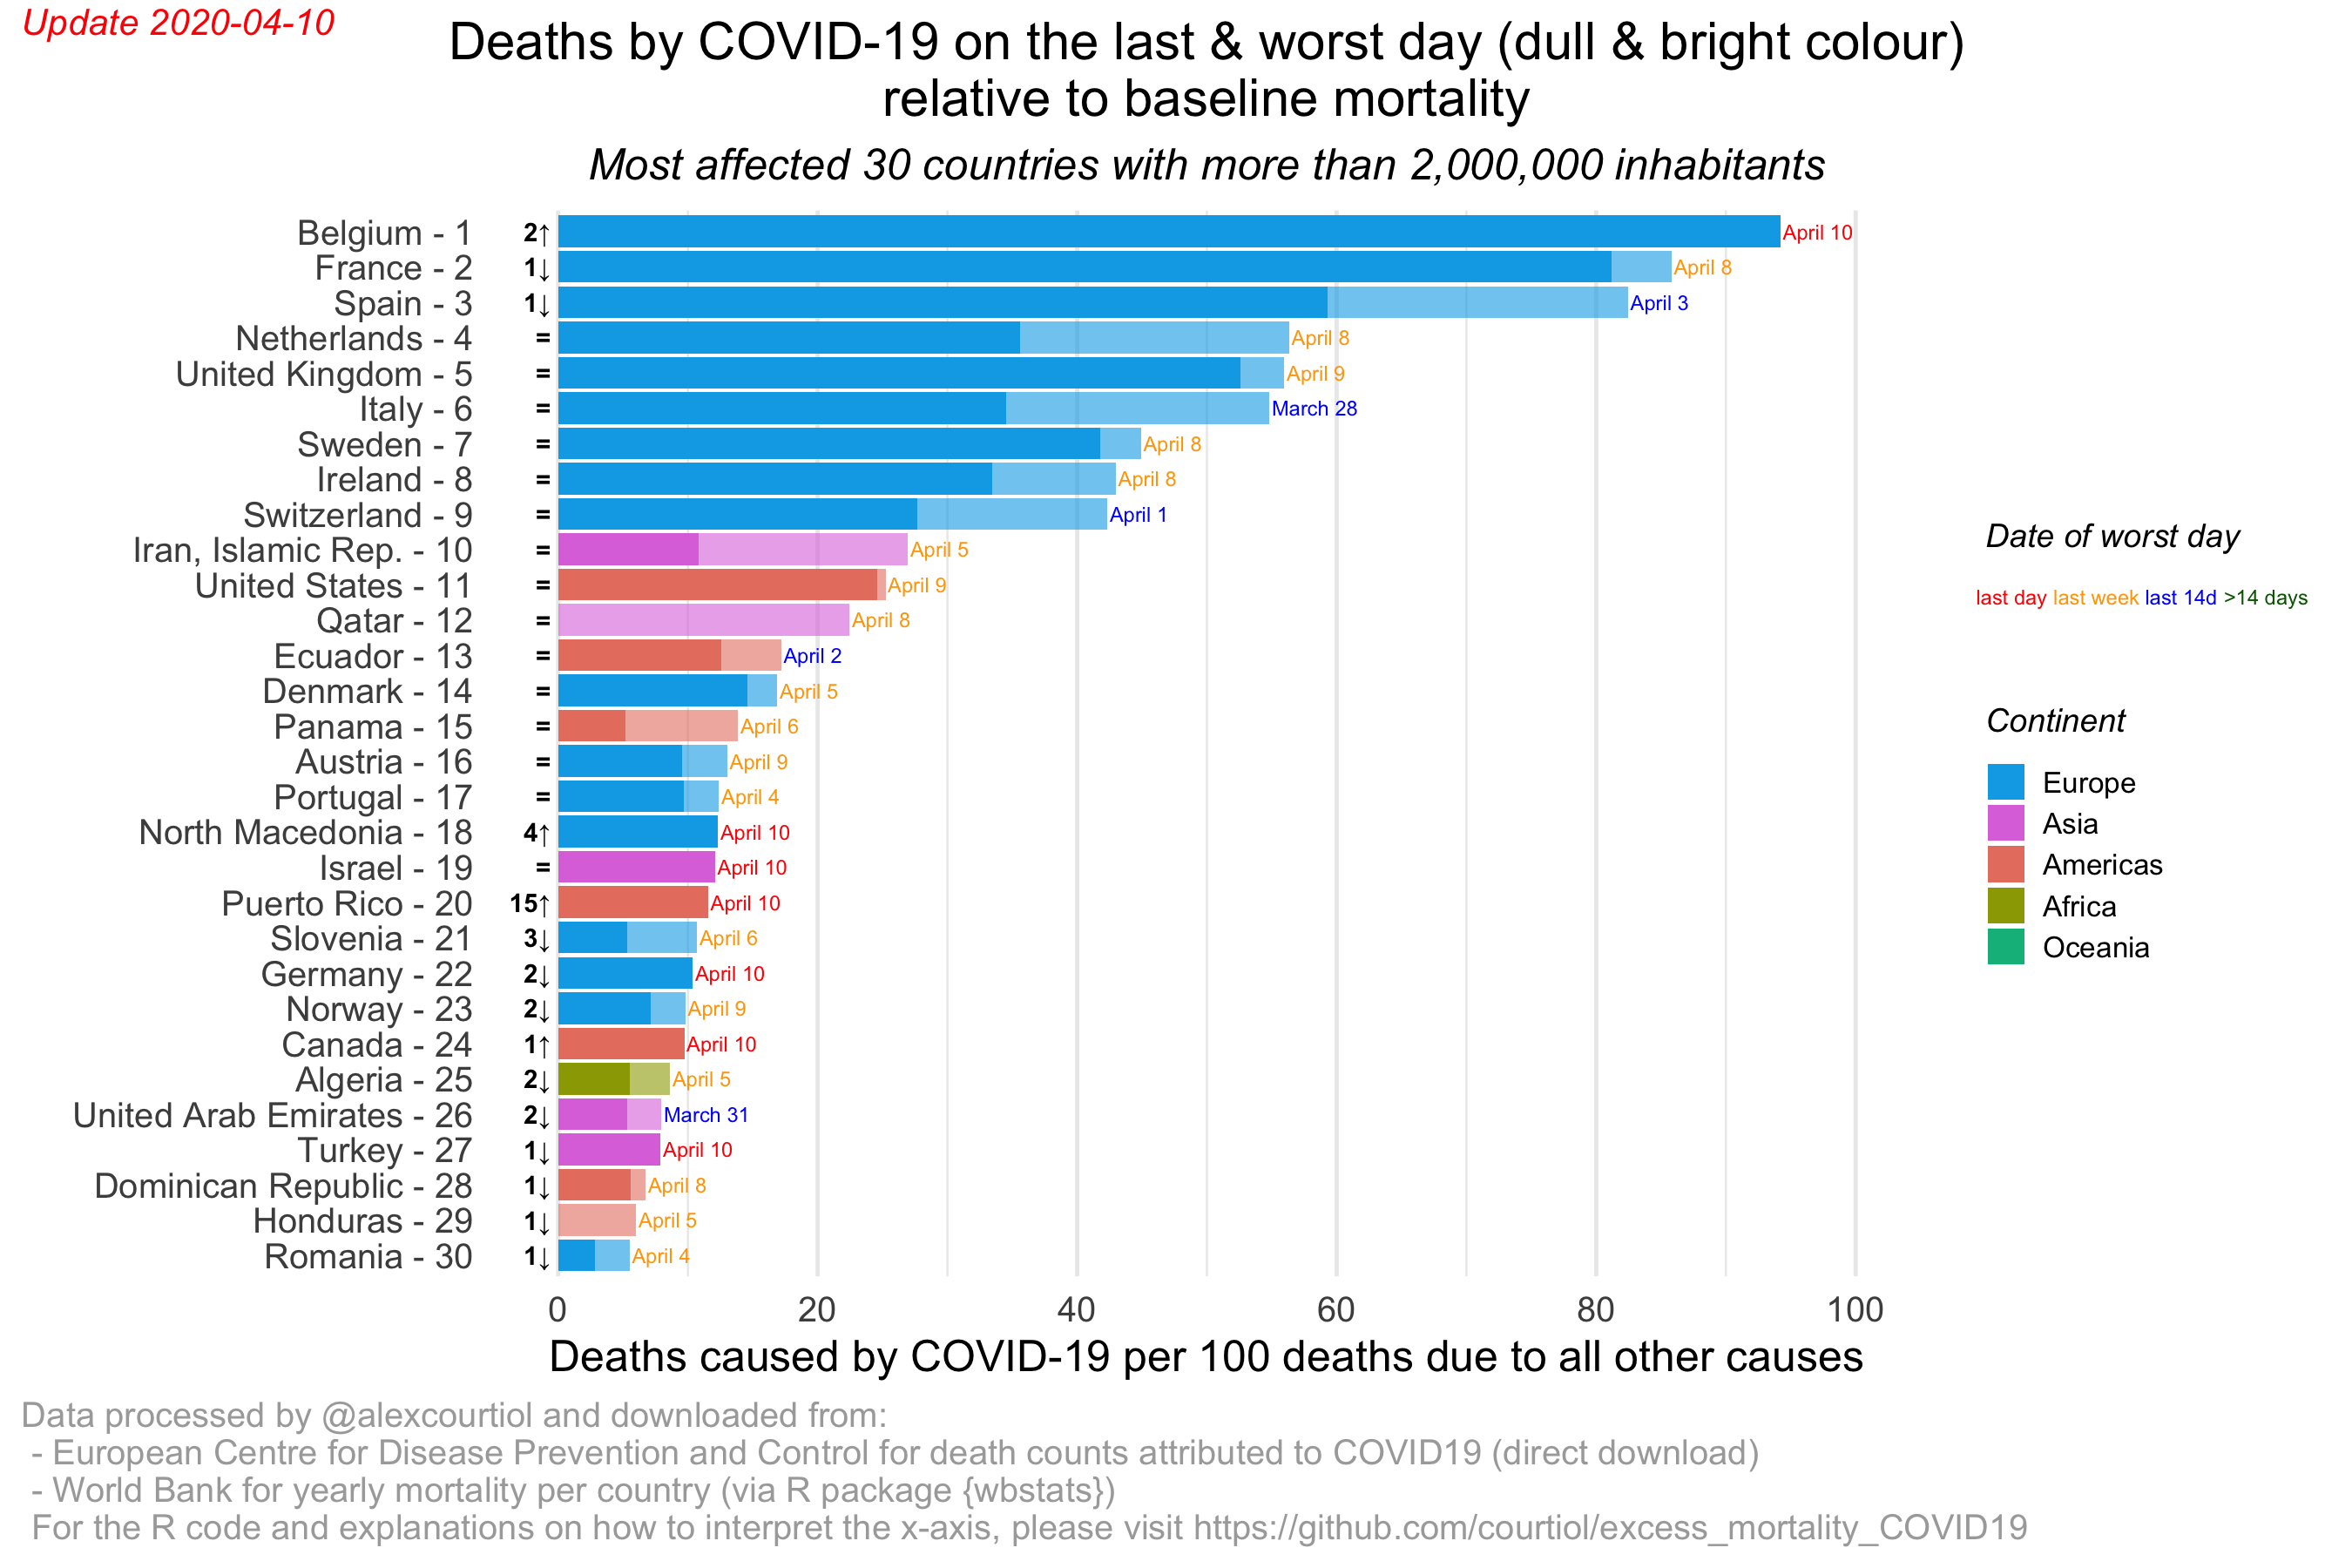 Update 2020-04-10
Deaths by COVID-19 on the last & worst day (dull & bright colour)
relative to baseline mortality
Most affected 30 countries with more than 2,000,000 inhabitants
Belgium - 1 2↑ April 10
France - 2 1↓ April 8
Spain - 3 1↓ April 3
Netherlands - 4 = April 8
United Kingdom - 5 = April 9
Italy - 6 = March 28
Sweden - 7 = April 8
Ireland - 8 = April 8
Switzerland - 9 = April 1
Iran, Islamic Rep. - 10 = April 5
United States - 11 = April 9
Qatar - 12 = April 8
Ecuador - 13 = April 2
Denmark - 14 = April 5
Panama - 15 = April 6
Austria - 16 = April 9
Portugal - 17 = April 4
North Macedonia - 18 4↑ April 10
Israel - 19 = April 10
Puerto Rico - 20 15↑ April 10
Slovenia - 21 3↓ April 6
Germany - 22 2↓ April 10
Norway - 23 2↓ April 9
Canada - 24 1↑ April 10
Algeria - 25 2↓ April 5
United Arab Emirates - 26 2↓ March 31
Turkey - 27 1↓ April 10
Dominican Republic - 28 1↓ April 8
Honduras - 29 1↓ April 5
Romania - 30 1↓ April 4
0 20 40 60 80 100
Deaths caused by COVID-19 per 100 deaths due to all other causes
Date of worst day
last day last week last 14d >14 days
Continent
Europe
Asia
Americas
Africa
Oceania
Data processed by @alexcourtiol and downloaded from:
- European Centre for Disease Prevention and Control for death counts attributed to COVID19 (direct download)
- World Bank for yearly mortality per country (via R package {wbstats})
For the R code and explanations on how to interpret the x-axis, please visit https://github.com/courtiol/excess_mortality_COVID19